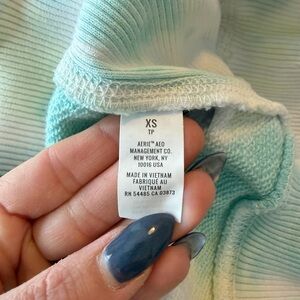 XS
TP
AERIE™ AEO
MANAGEMENT CO.
NEW YORK, NY
10016 USA
MADE IN VIETNAM
FABRIQUÉ AU
VIETNAM
RN 54485 CA 03873